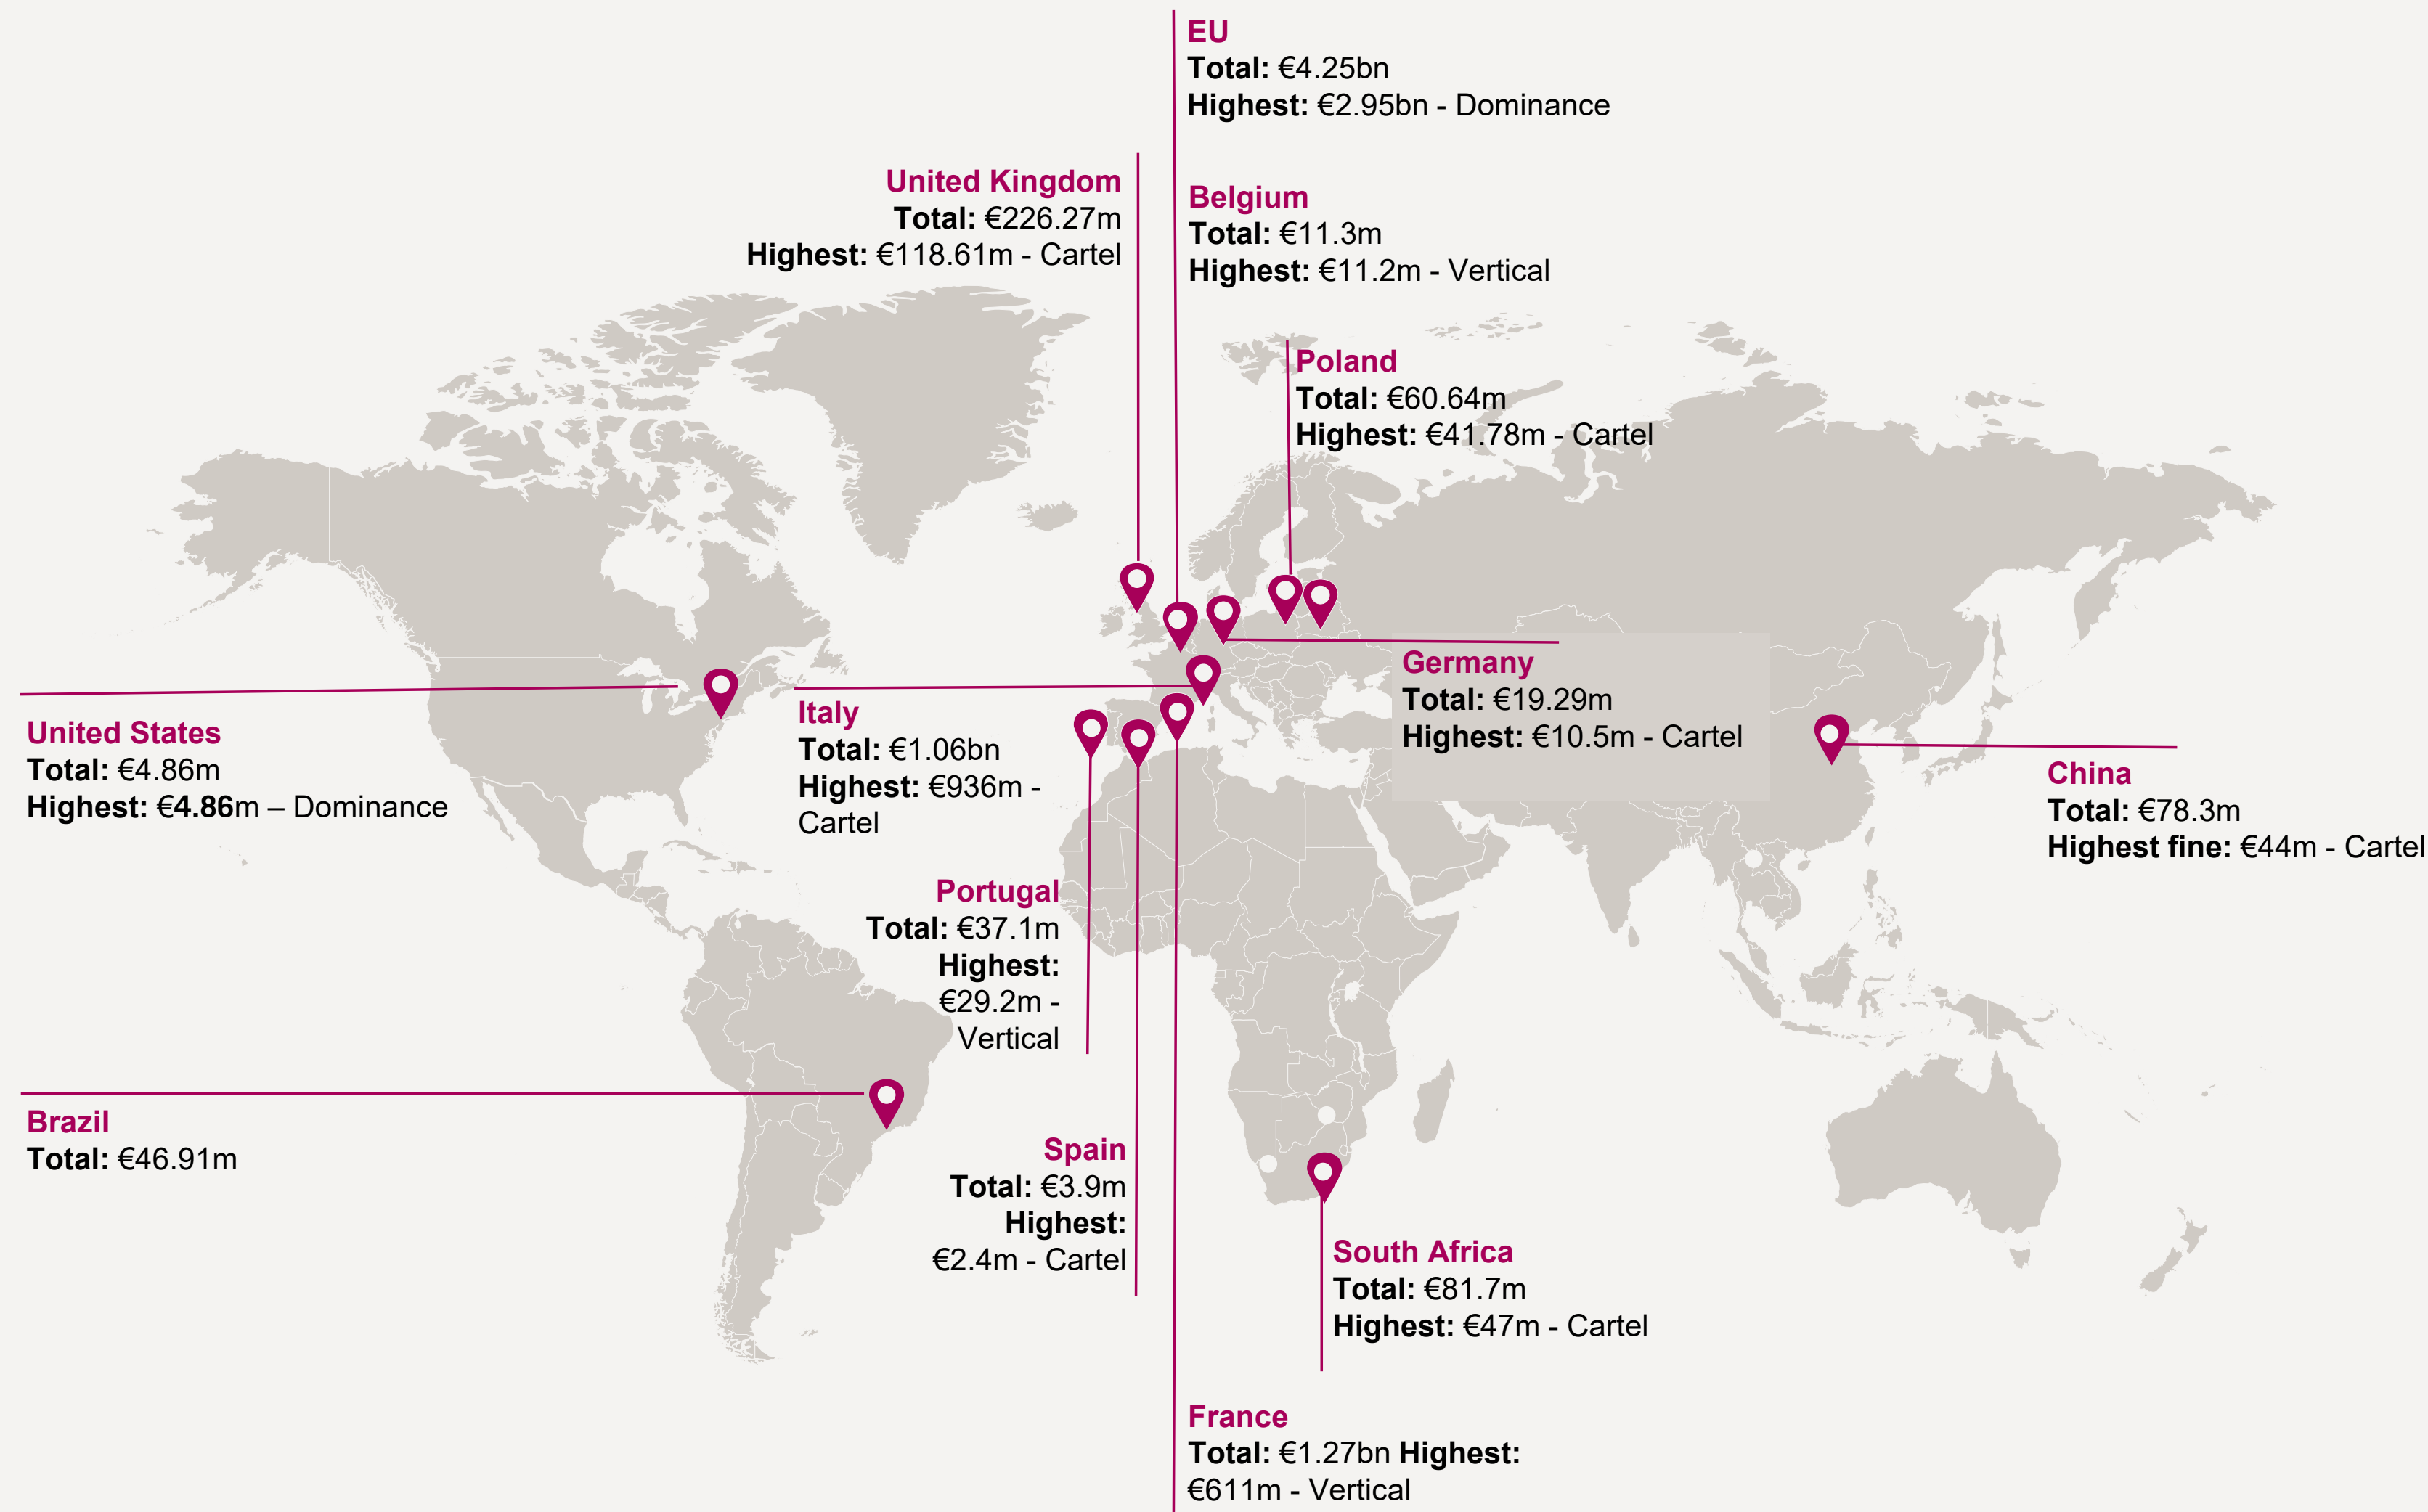 EU
Total: €4.25bn
Highest: €2.95bn - Dominance
United Kingdom
Total: €226.27m
Highest: €118.61m - Cartel
Belgium
Total: €11.3m
Highest: €11.2m - Vertical
Poland
Total: €60.64m
Highest: €41.78m - Cartel
Germany
Total: €19.29m
Highest: €10.5m - Cartel
United States
Total: €4.86m
Highest: €4.86m – Dominance
Italy
Total: €1.06bn
Highest: €936m -
Cartel
China
Total: €78.3m
Highest fine: €44m - Cartel
Portugal
Total: €37.1m
Highest:
€29.2m -
Vertical
Brazil
Total: €46.91m
Spain
Total: €3.9m
Highest:
€2.4m - Cartel
South Africa
Total: €81.7m
Highest: €47m - Cartel
France
Total: €1.27bn Highest:
€611m - Vertical